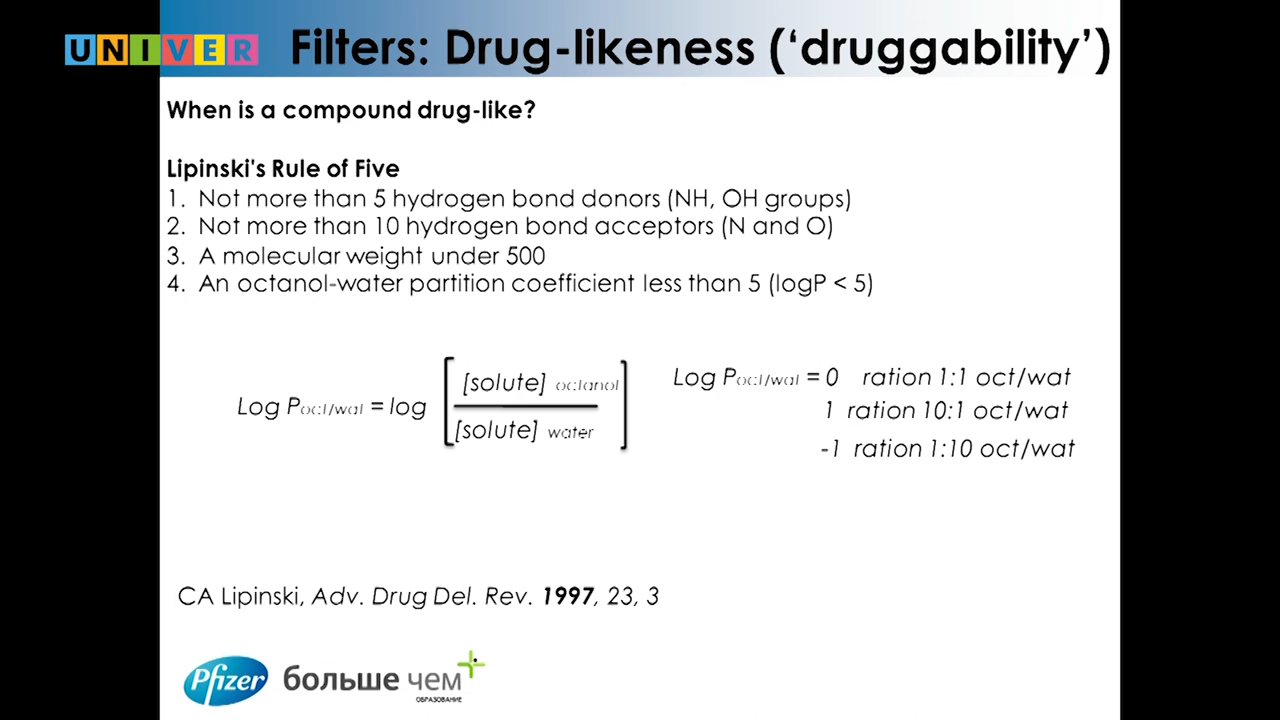 UNIVER
Filters: Drug-likeness (‘druggability’)
When is a compound drug-like?
Lipinski's Rule of Five
1. Not more than 5 hydrogen bond donors (NH, OH groups)
2. Not more than 10 hydrogen bond acceptors (N and O)
3. A molecular weight under 500
4. An octanol-water partition coefficient less than 5 (logP < 5)
Log Poct/wat = log [[solute] octanol
[solute] water]
Log Poct/wat = 0 ration 1:1 oct/wat
1 ration 10:1 oct/wat
-1 ration 1:10 oct/wat
CA Lipinski, Adv. Drug Del. Rev. 1997, 23, 3
Pfizer
больше чем
ОБРАЗОВАНИЕ